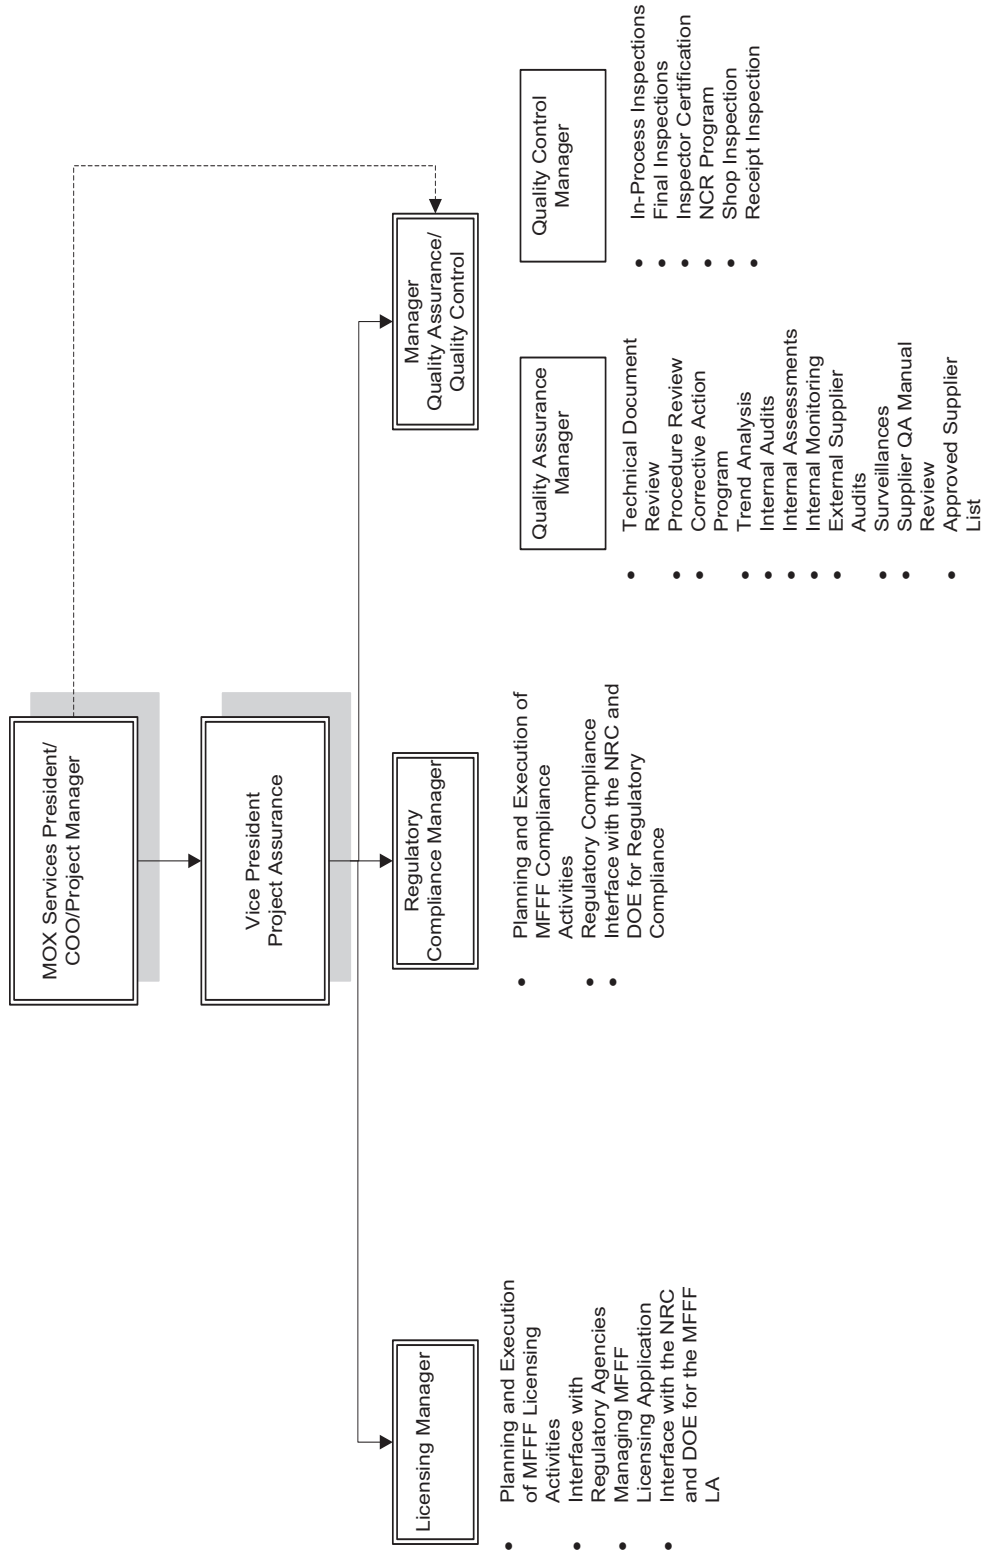 MOX Services President/
COO/Project Manager
Vice President
Project Assurance
Licensing Manager
• Planning and Execution
of MFFF Licensing
Activities
• Interface with
Regulatory Agencies
• Managing MFFF
Licensing Application
• Interface with the NRC
and DOE for the MFFF
LA
Regulatory
Compliance Manager
• Planning and Execution of
MFFF Compliance
Activities
• Regulatory Compliance
• Interface with the NRC and
DOE for Regulatory
Compliance
Manager
Quality Assurance/
Quality Control
Quality Assurance
Manager
• Technical Document
Review
• Procedure Review
• Corrective Action
Program
• Trend Analysis
• Internal Audits
• Internal Assessments
• Internal Monitoring
• External Supplier
Audits
• Surveillances
• Supplier QA Manual
Review
• Approved Supplier
List
Quality Control
Manager
• In-Process Inspections
• Final Inspections
• Inspector Certification
• NCR Program
• Shop Inspection
• Receipt Inspection